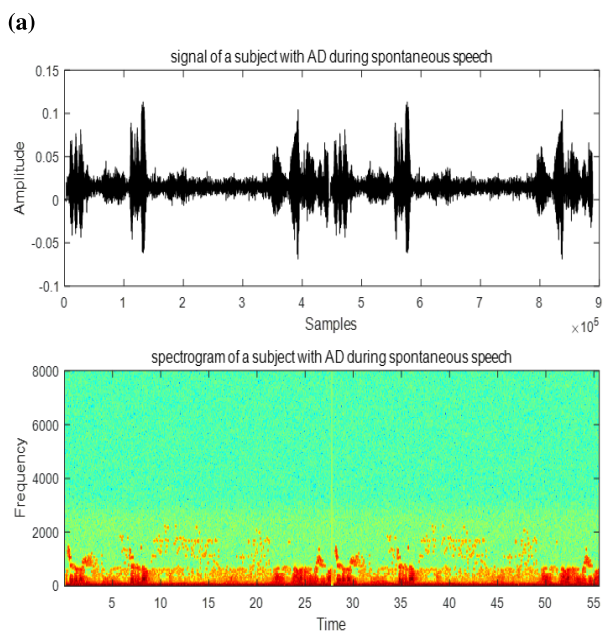 (a)
signal of a subject with AD during spontaneous speech
0.15
0.1
0.05
0
-0.05
-0.1
Amplitude
0 1 2 3 4 5 6 7 8 9
Samples
×10^5
spectrogram of a subject with AD during spontaneous speech
8000
6000
4000
2000
0
Frequency
5 10 15 20 25 30 35 40 45 50 55
Time